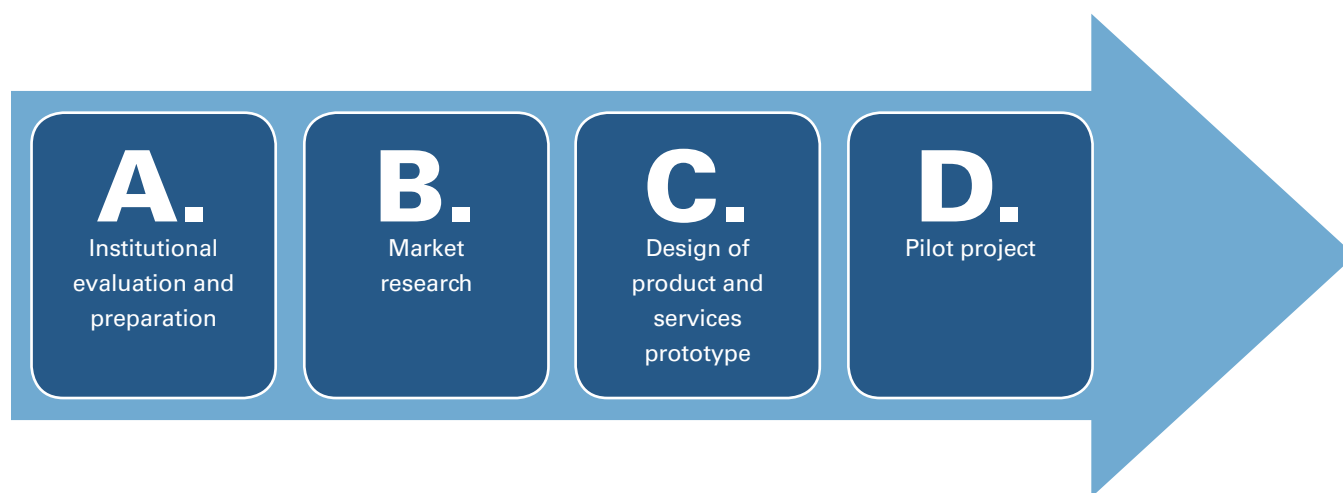 A.
Institutional
evaluation and
preparation
B.
Market
research
C.
Design of
product and
services
prototype
D.
Pilot project